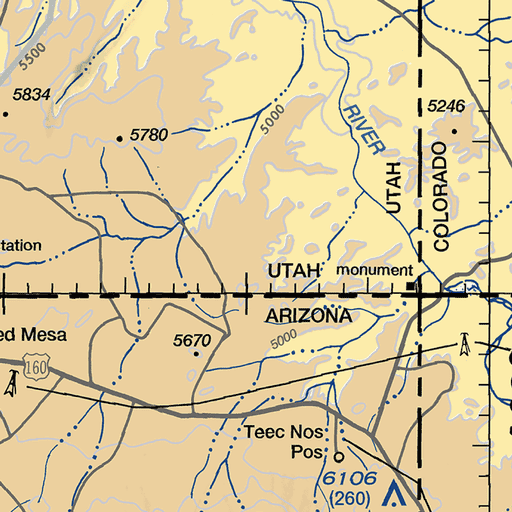 5500
5834
5780
5000
RIVER
5246
UTAH
COLORADO
tation
UTAH
monument
ARIZONA
ed Mesa
5670
5000
160
Teec Nos
Pos
6106
(260)